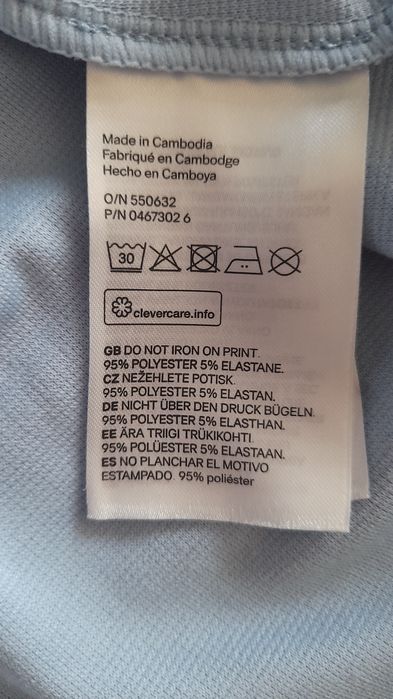 Made in Cambodia
Fabriqué en Cambodge
Hecho en Camboya
O/N 550632
P/N 0467302 6
30
clevercare.info
GB DO NOT IRON ON PRINT.
95% POLYESTER 5% ELASTANE.
CZ NEŽEHLETE POTISK.
95% POLYESTER 5% ELASTAN.
DE NICHT ÜBER DEN DRUCK BÜGELN.
95% POLYESTER 5% ELASTHAN.
EE ÄRA TRIIGI TRÜKIKOHTI.
95% POLÜESTER 5% ELASTAAN.
ES NO PLANCHAR EL MOTIVO
ESTAMPADO. 95% poliéster